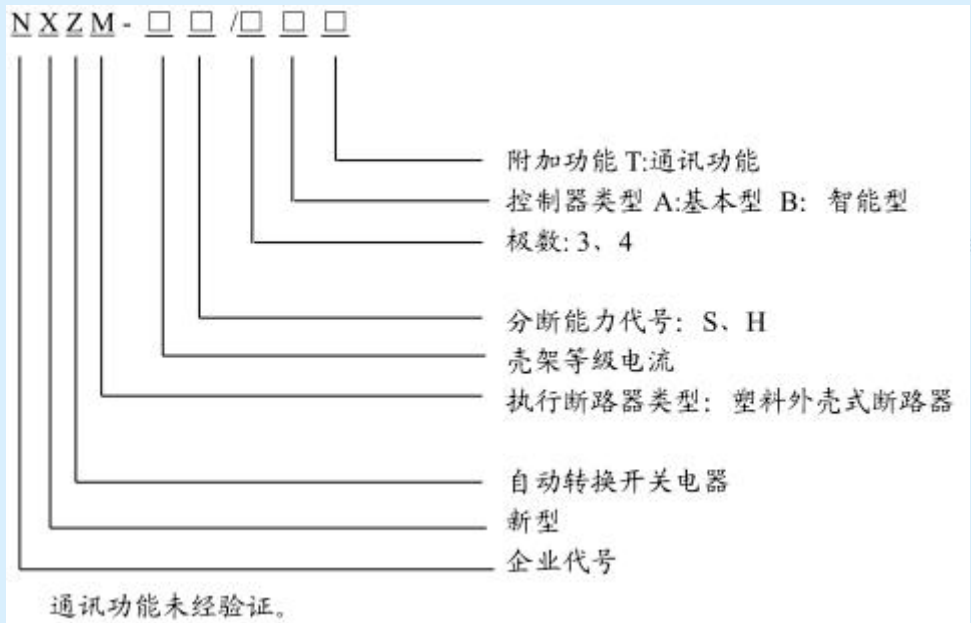 NXZM-□□/□□□
附加功能 T:通讯功能
控制器类型 A:基本型 B: 智能型
极数: 3、4
分断能力代号: S、H
壳架等级电流
执行断路器类型: 塑料外壳式断路器
自动转换开关电器
新型
企业代号
通讯功能未经验证。